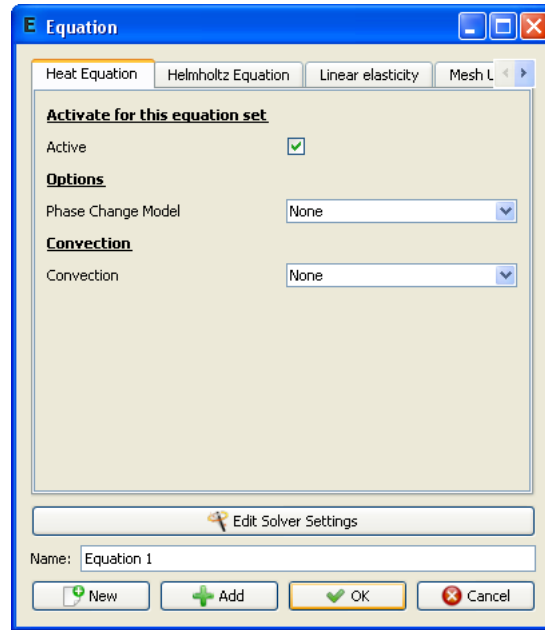 E Equation
Heat Equation Helmholtz Equation Linear elasticity Mesh U
Activate for this equation set
Active
Options
Phase Change Model None
Convection
Convection None
Edit Solver Settings
Name: Equation 1
New Add OK Cancel